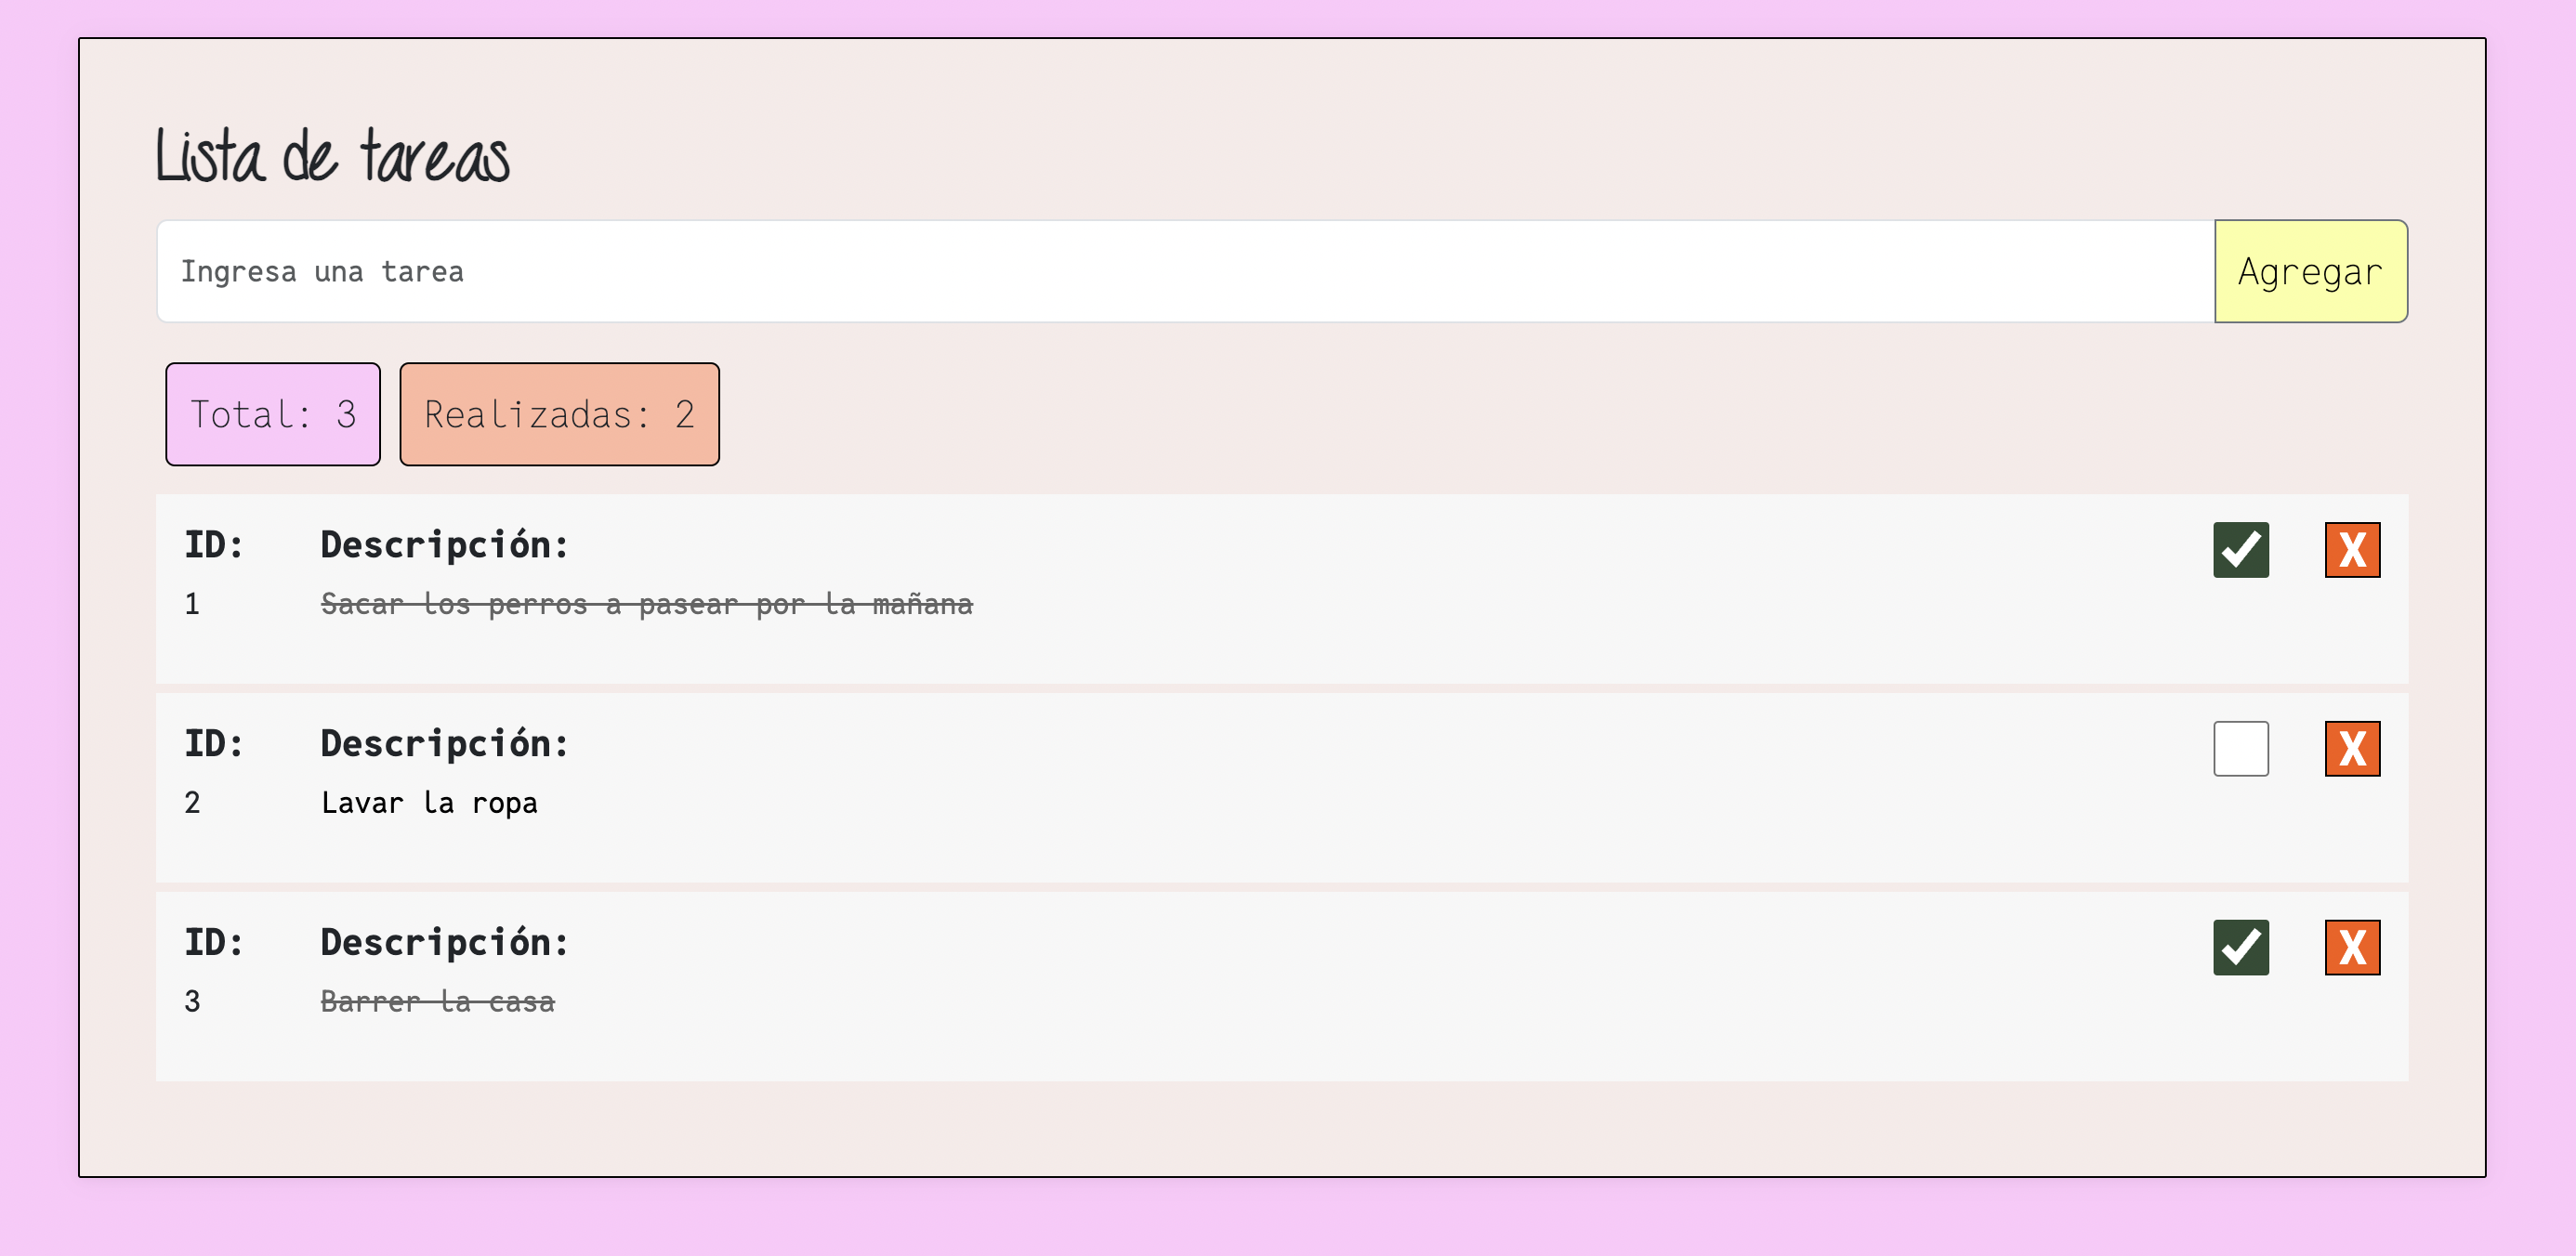 Lista de tareas
Ingresa una tarea
Agregar
Total: 3
Realizadas: 2
ID: Descripción:
X
1 Sacar los perros a pasear por la mañana
ID: Descripción:
X
2 Lavar la ropa
ID: Descripción:
X
3 Barrer la casa